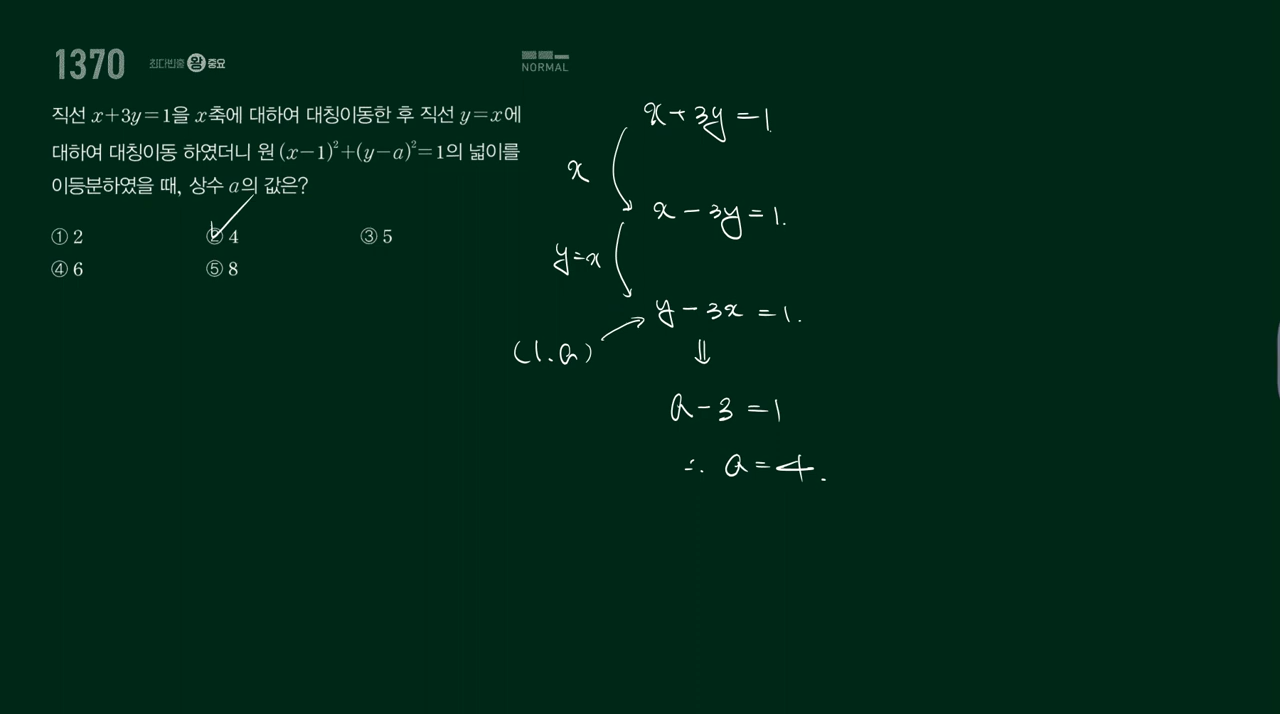 1370 최다빈출 왕 중요
NORMAL
직선 x+3y=1을 x축에 대하여 대칭이동한 후 직선 y=x에
대하여 대칭이동 하였더니 원 (x-1)²+(y-a)²=1의 넓이를
이등분하였을 때, 상수 a의 값은?
① 2 ② 4 ③ 5
④ 6 ⑤ 8
x+3y=1.
x
x-3y=1.
y=x
y-3x=1.
(1.a)
⇓
a-3=1
∴ a=4.